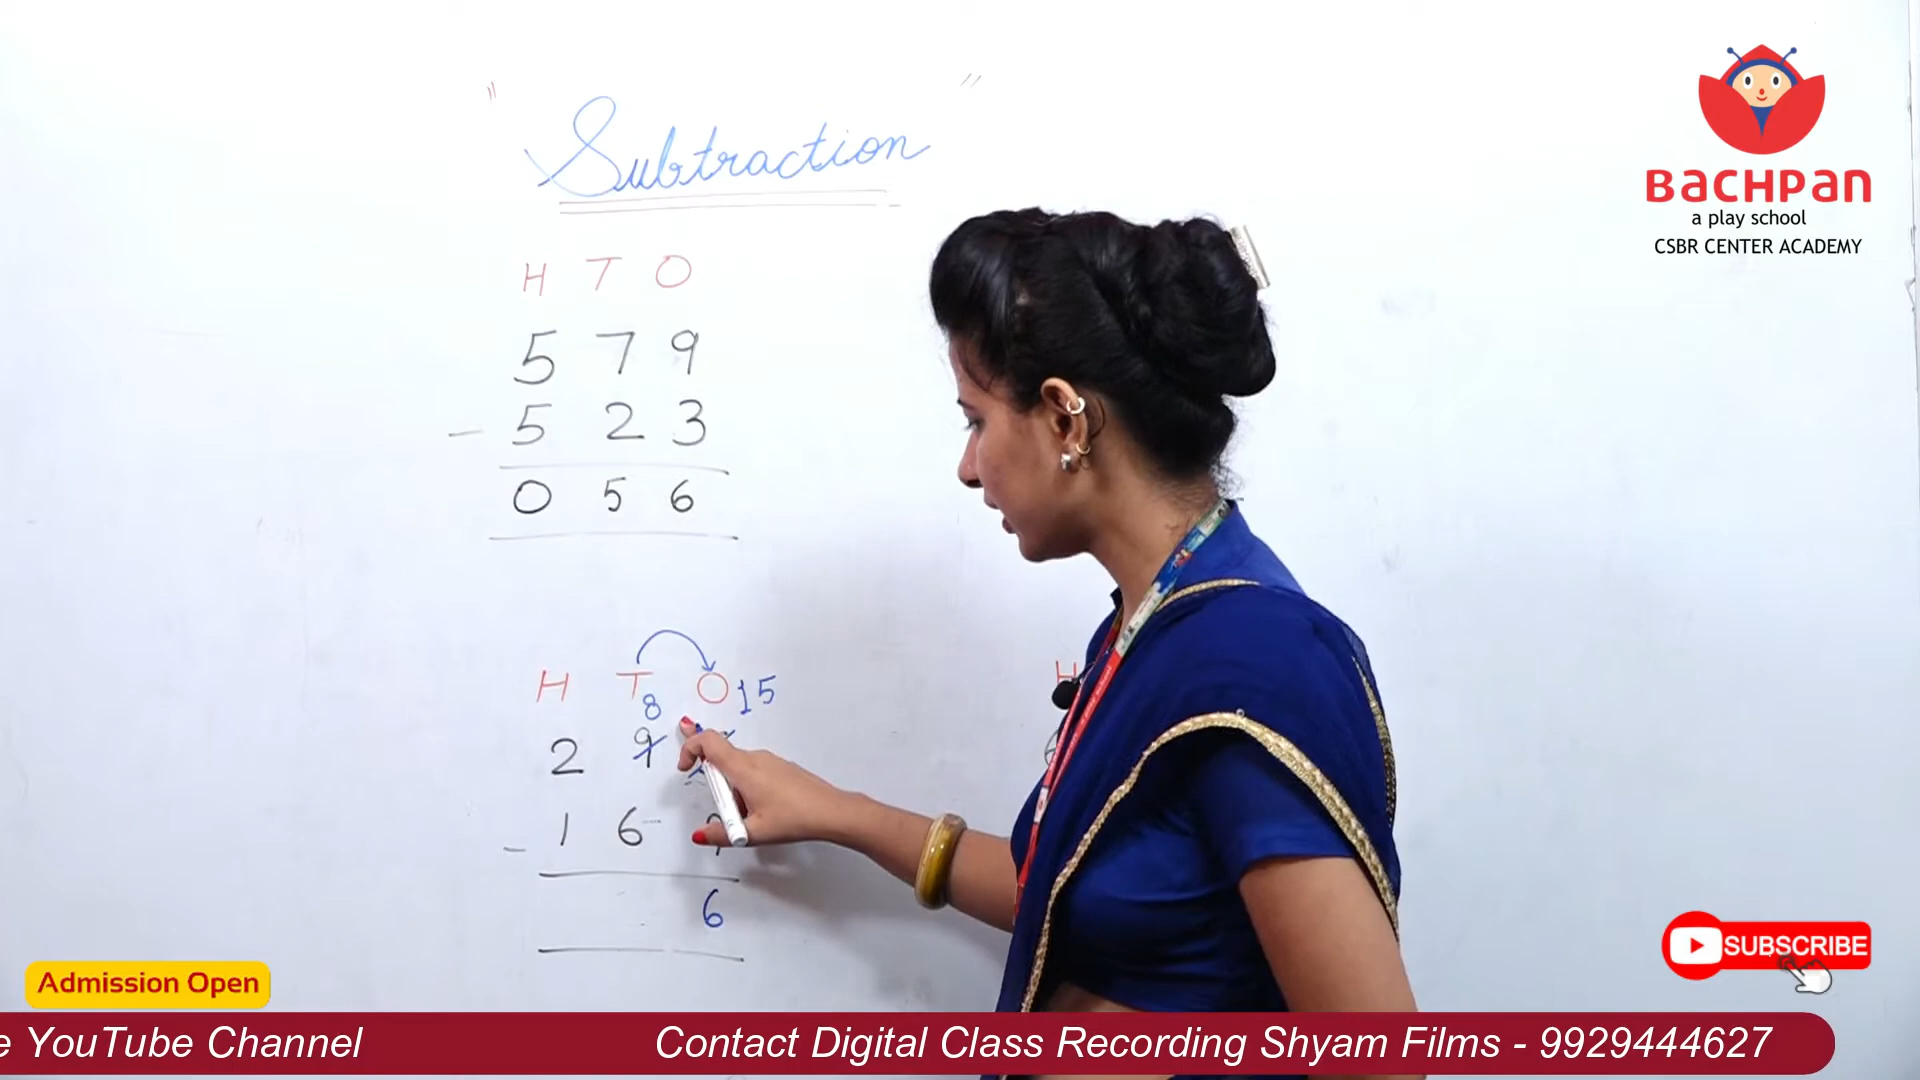 " Subtraction "
H T O
5 7 9
- 5 2 3
0 5 6
H T O 15
8
2 9
- 1 6
6
H
BACHPAN
a play school
CSBR CENTER ACADEMY
SUBSCRIBE
Admission Open
e YouTube Channel Contact Digital Class Recording Shyam Films - 9929444627